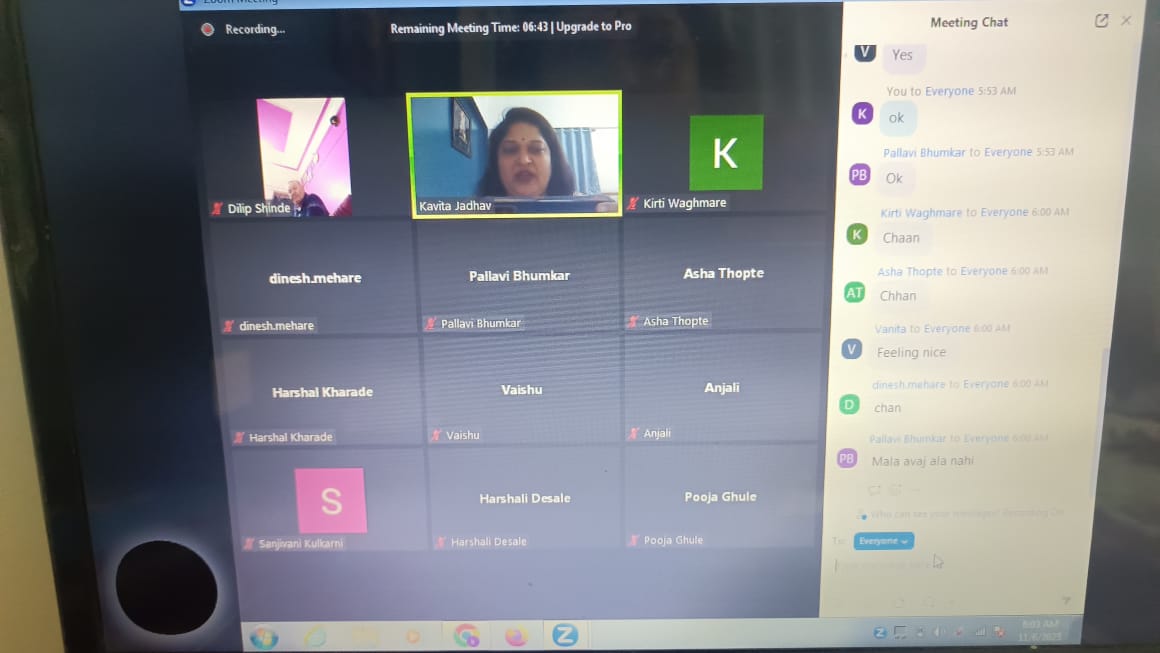 Zoom Meeting
Recording...
Remaining Meeting Time: 06:43 | Upgrade to Pro
Dilip Shinde
Kavita Jadhav
K
Kirti Waghmare
dinesh.mehare
dinesh.mehare
Pallavi Bhumkar
Pallavi Bhumkar
Asha Thopte
Asha Thopte
Harshal Kharade
Harshal Kharade
Vaishu
Vaishu
Anjali
Anjali
S
Sanjivani Kulkarni
Harshali Desale
Harshali Desale
Pooja Ghule
Pooja Ghule
Meeting Chat
V
Yes
You to Everyone 5:53 AM
K
ok
Pallavi Bhumkar to Everyone 5:53 AM
PB
Ok
Kirti Waghmare to Everyone 6:00 AM
K
Chaan
Asha Thopte to Everyone 6:00 AM
AT
Chhan
Vanita to Everyone 6:00 AM
V
Feeling nice
dinesh.mehare to Everyone 6:00 AM
D
chan
Pallavi Bhumkar to Everyone 6:00 AM
PB
Mala avaj ala nahi
Who can see your messages? Recording On
To: Everyone
Z
Z
6:03 AM